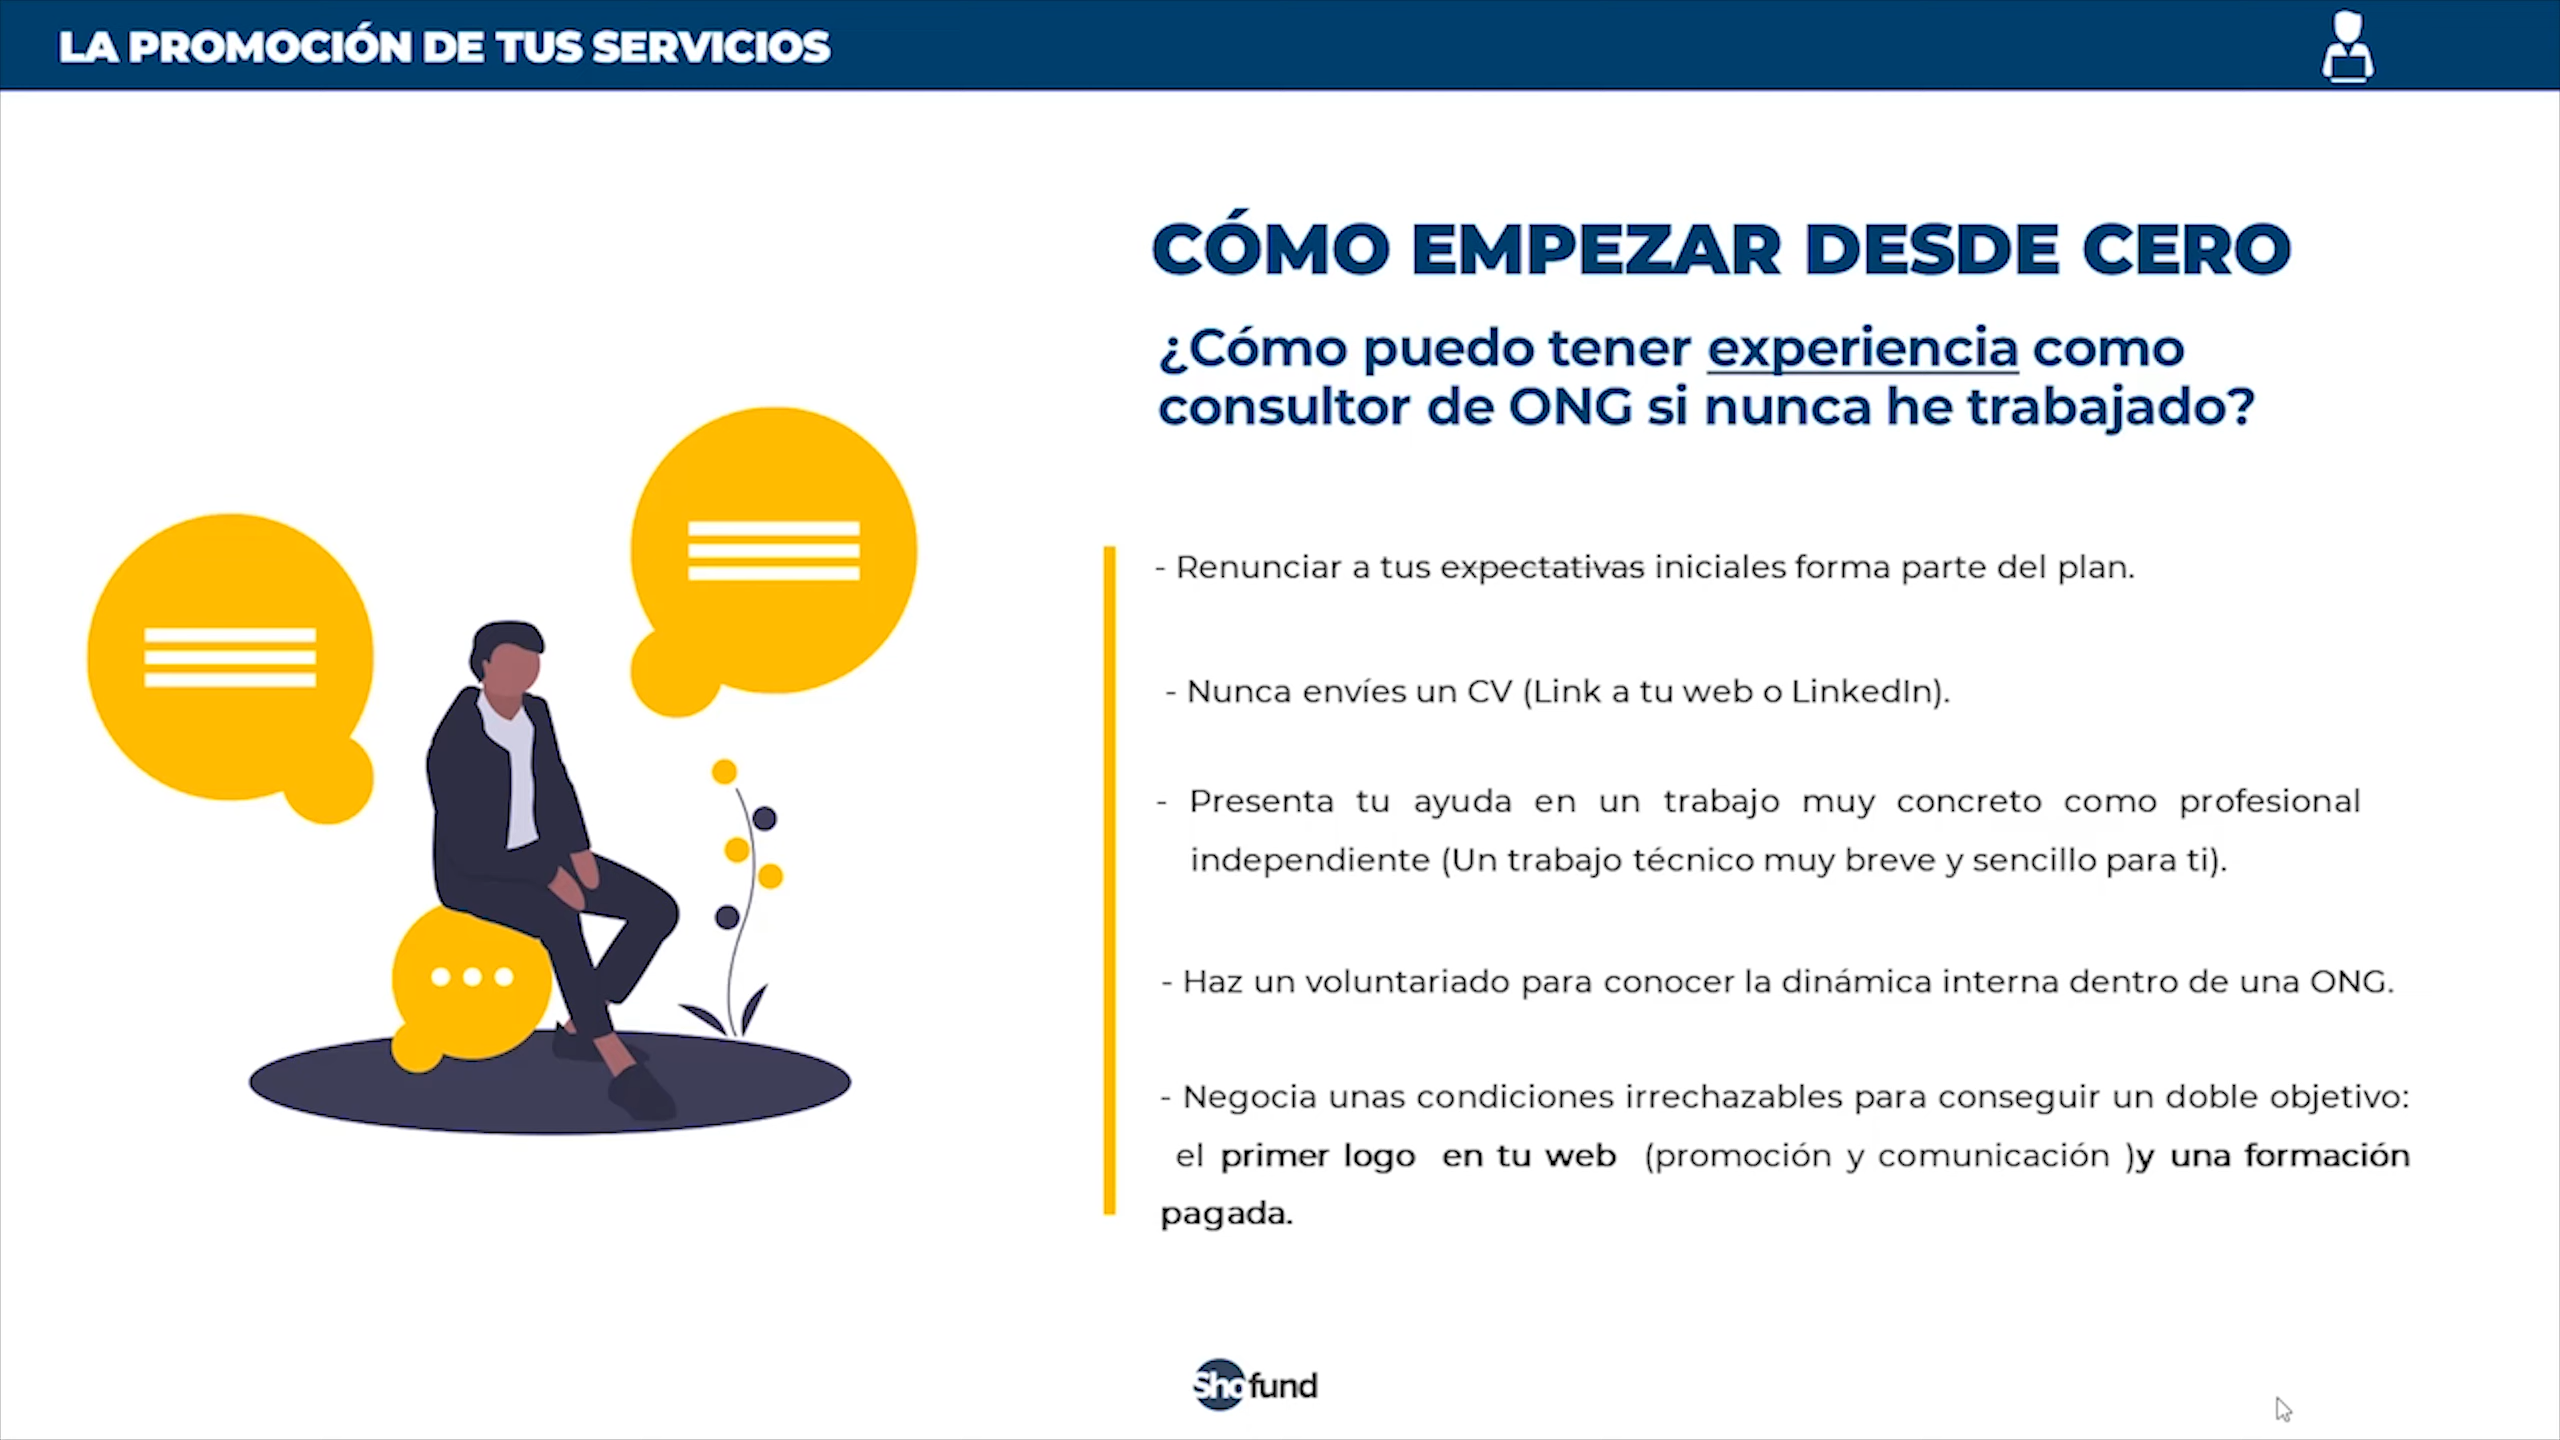 LA PROMOCIÓN DE TUS SERVICIOS
CÓMO EMPEZAR DESDE CERO
¿Cómo puedo tener experiencia como
consultor de ONG si nunca he trabajado?
- Renunciar a tus expectativas iniciales forma parte del plan.
- Nunca envíes un CV (Link a tu web o LinkedIn).
- Presenta tu ayuda en un trabajo muy concreto como profesional
independiente (Un trabajo técnico muy breve y sencillo para ti).
- Haz un voluntariado para conocer la dinámica interna dentro de una ONG.
- Negocia unas condiciones irrechazables para conseguir un doble objetivo:
el primer logo en tu web (promoción y comunicación )y una formación
pagada.
Shofund